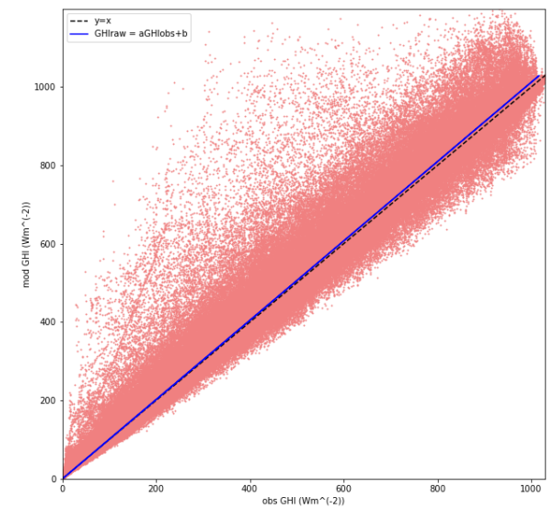 y=x
GHIraw = aGHIobs+b
mod GHI (Wm^(-2))
1000
800
600
400
200
0
0 200 400 600 800 1000
obs GHI (Wm^(-2))